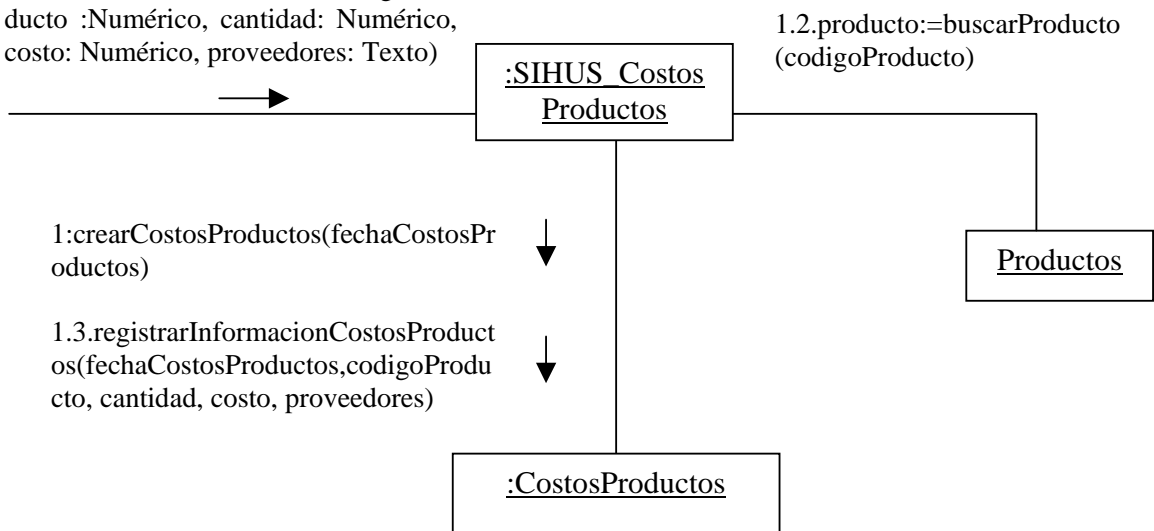 ducto :Numérico, cantidad: Numérico,
costo: Numérico, proveedores: Texto)
1.2.producto:=buscarProducto
(codigoProducto)
:SIHUS_Costos
Productos
1:crearCostosProductos(fechaCostosPr
oductos)
Productos
1.3.registrarInformacionCostosProduct
os(fechaCostosProductos,codigoProdu
cto, cantidad, costo, proveedores)
:CostosProductos